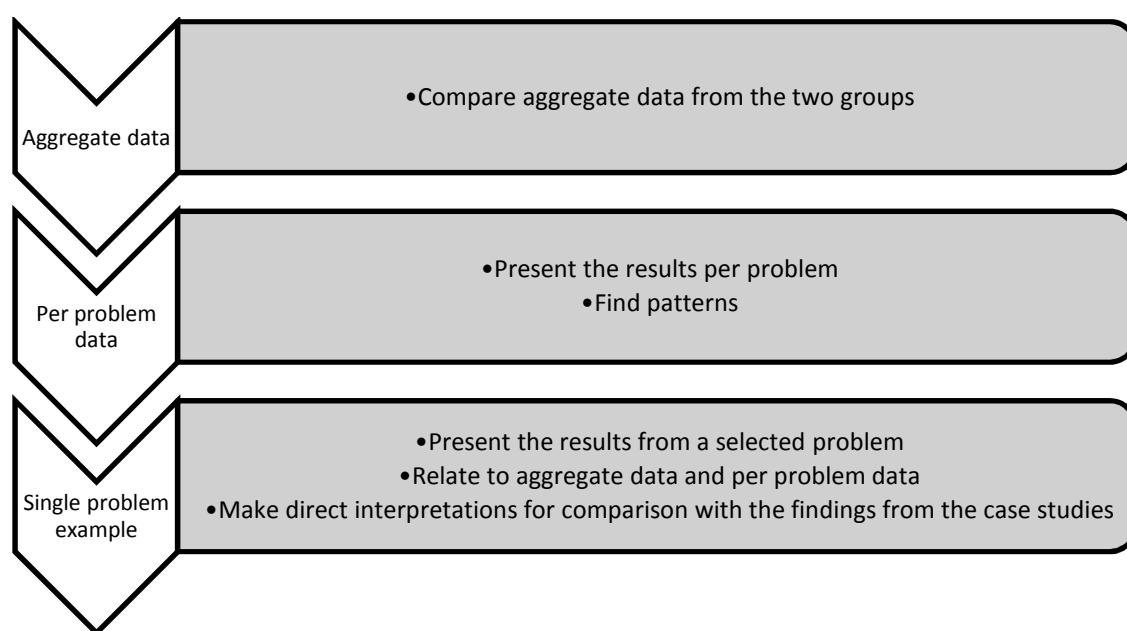 Aggregate data
•Compare aggregate data from the two groups
Per problem
data
•Present the results per problem
•Find patterns
Single problem
example
•Present the results from a selected problem
•Relate to aggregate data and per problem data
•Make direct interpretations for comparison with the findings from the case studies